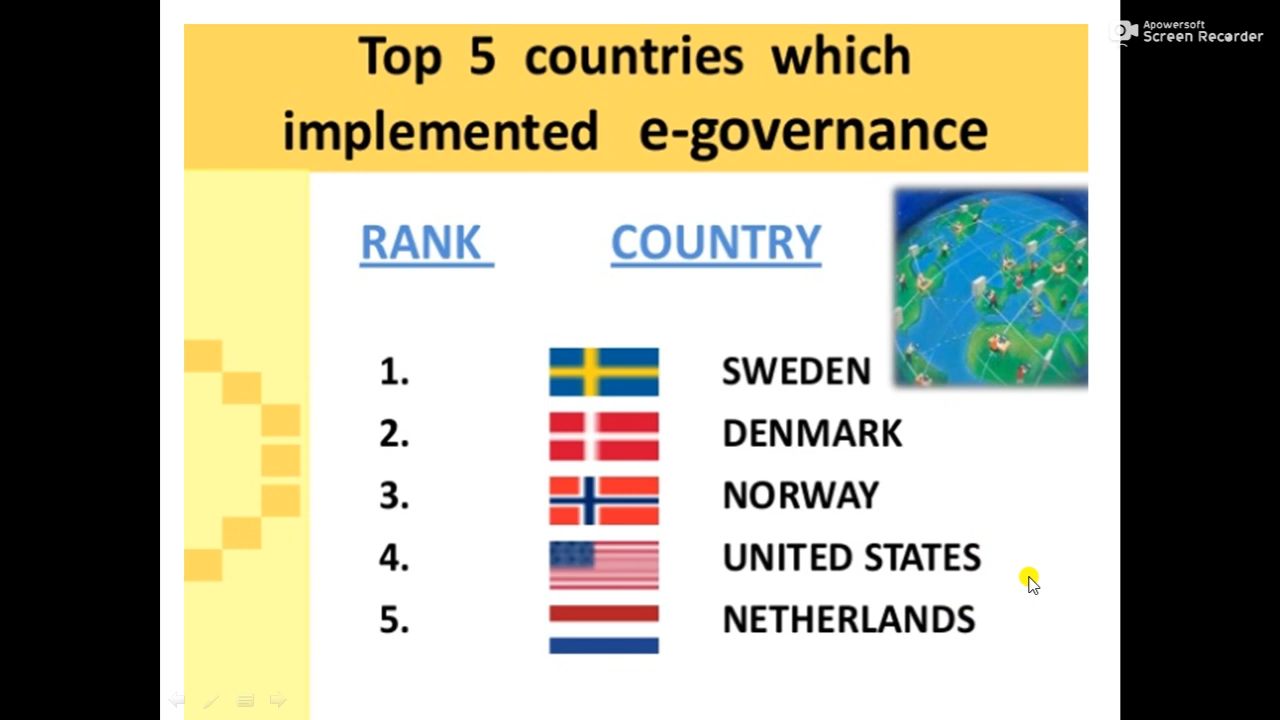 Top 5 countries which
implemented e-governance
RANK COUNTRY
1. SWEDEN
2. DENMARK
3. NORWAY
4. UNITED STATES
5. NETHERLANDS
Apowersoft
Screen Recorder